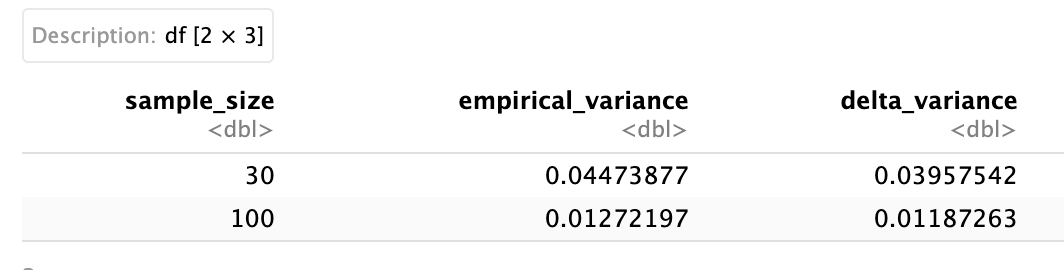 Description: df [2 × 3]
sample_size empirical_variance delta_variance
<dbl> <dbl> <dbl>
30 0.04473877 0.03957542
100 0.01272197 0.01187263